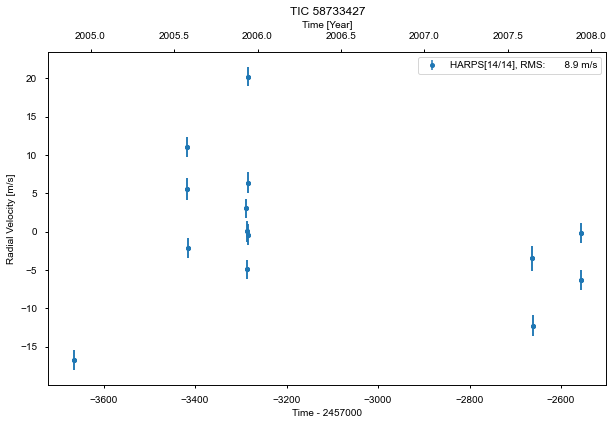 TIC 58733427
Time [Year]
2005.0 2005.5 2006.0 2006.5 2007.0 2007.5 2008.0
HARPS[14/14], RMS: 8.9 m/s
Radial Velocity [m/s]
20
15
10
5
0
−5
−10
−15
−3600 −3400 −3200 −3000 −2800 −2600
Time - 2457000